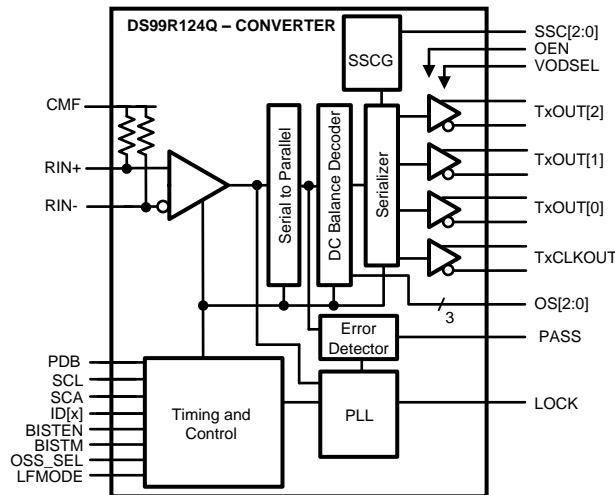 DS99R124Q – CONVERTER
SSC[2:0]
OEN
VODSEL
SSCG
CMF
TxOUT[2]
RIN+
TxOUT[1]
RIN-
TxOUT[0]
TxCLKOUT
Serial to Parallel
DC Balance Decoder
Serializer
OS[2:0]
3
Error
Detector
PASS
PDB
SCL
SCA
ID[x]
BISTEN
BISTM
OSS_SEL
LFMODE
Timing and
Control
PLL
LOCK